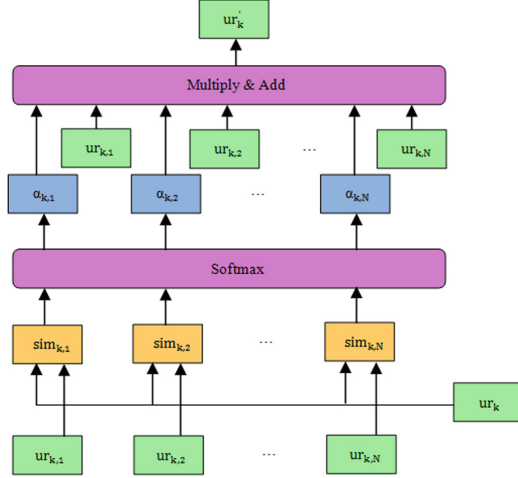 ur'k
Multiply & Add
urk,1 urk,2 ... urk,N
αk,1 αk,2 ... αk,N
Softmax
simk,1 simk,2 ... simk,N
urk
urk,1 urk,2 ... urk,N